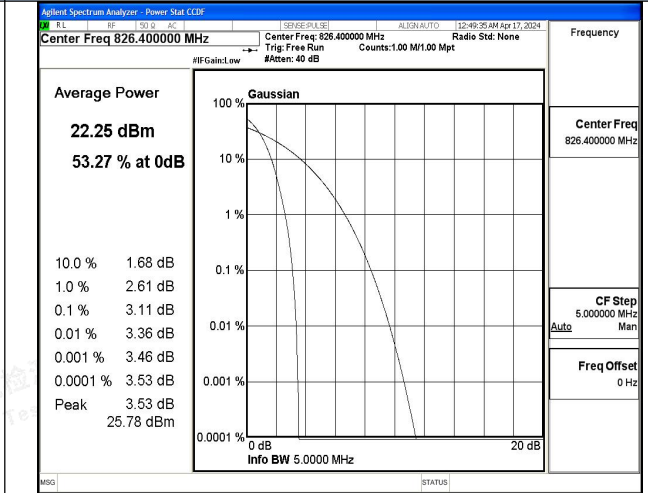 Agilent Spectrum Analyzer - Power Stat CCDF
RL RF 50 Ω AC SENSE:PULSE ALIGN AUTO 12:49:35 AM Apr 17, 2024
Center Freq 826.400000 MHz
Center Freq: 826.400000 MHz Radio Std: None
Trig: Free Run Counts:1.00 M/1.00 Mpt
#IFGain:Low #Atten: 40 dB
Frequency
Average Power
22.25 dBm
53.27 % at 0dB
10.0 % 1.68 dB
1.0 % 2.61 dB
0.1 % 3.11 dB
0.01 % 3.36 dB
0.001 % 3.46 dB
0.0001 % 3.53 dB
Peak 3.53 dB
25.78 dBm
Gaussian
100 %
10 %
1 %
0.1 %
0.01 %
0.001 %
0.0001 %
0 dB 20 dB
Info BW 5.0000 MHz
Center Freq
826.400000 MHz
CF Step
5.000000 MHz
Auto Man
Freq Offset
0 Hz
MSG STATUS